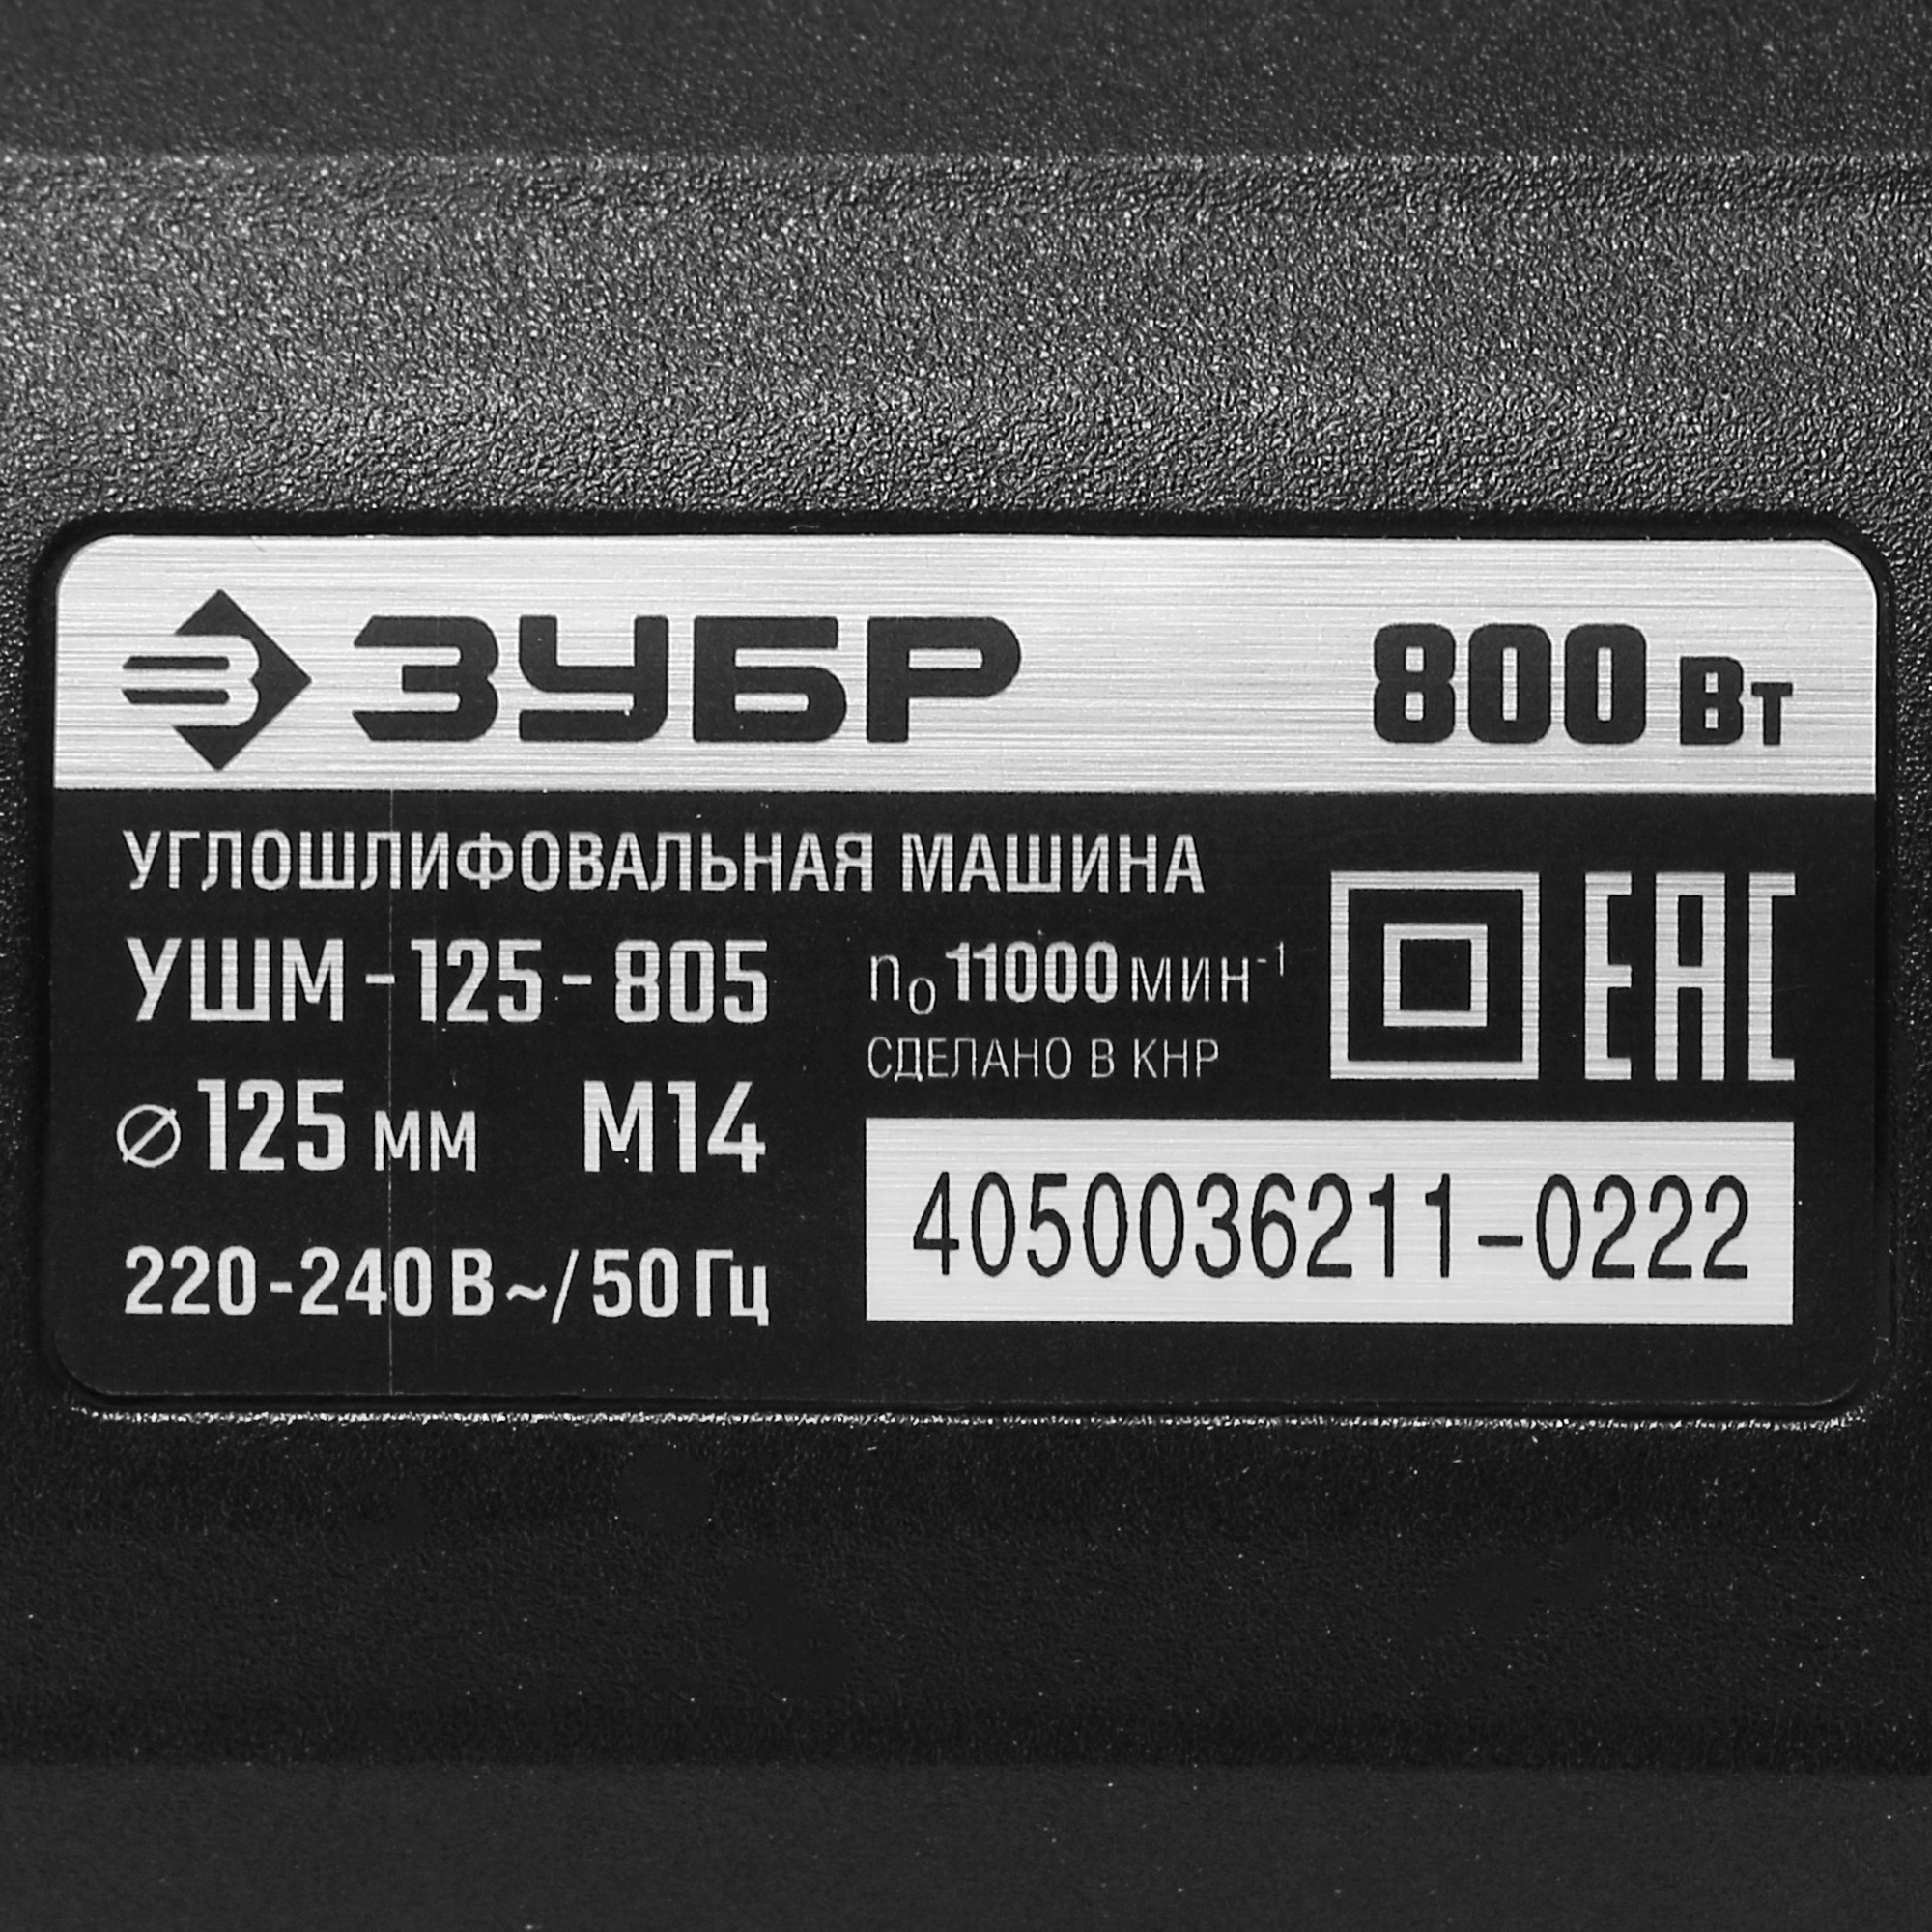 ЗУБР 800 Вт
УГЛОШЛИФОВАЛЬНАЯ МАШИНА
УШМ-125-805
n₀ 11000 МИН⁻¹
СДЕЛАНО В КНР
EAC
⌀125 ММ М14
220-240 В ~/ 50 Гц
4050036211-0222